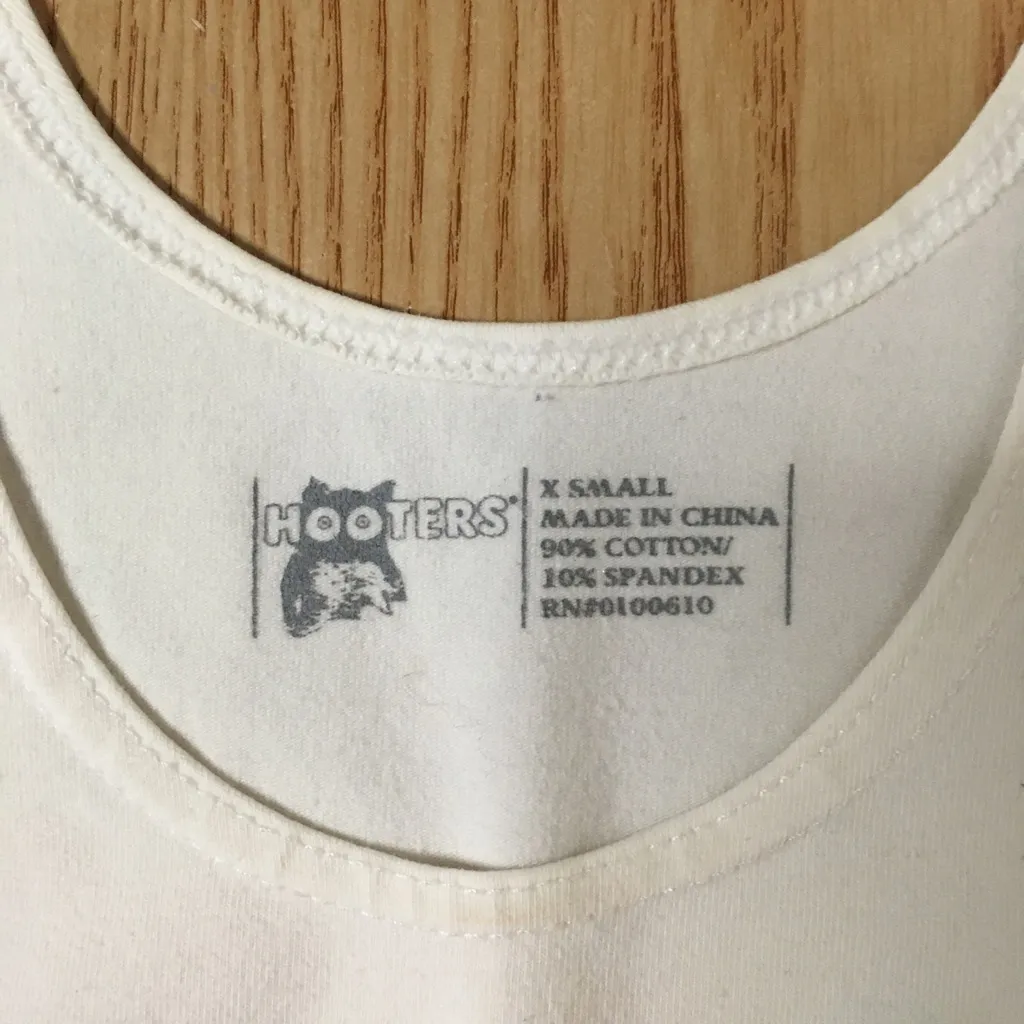 HOOTERS®
X SMALL
MADE IN CHINA
90% COTTON/
10% SPANDEX
RN#0100610